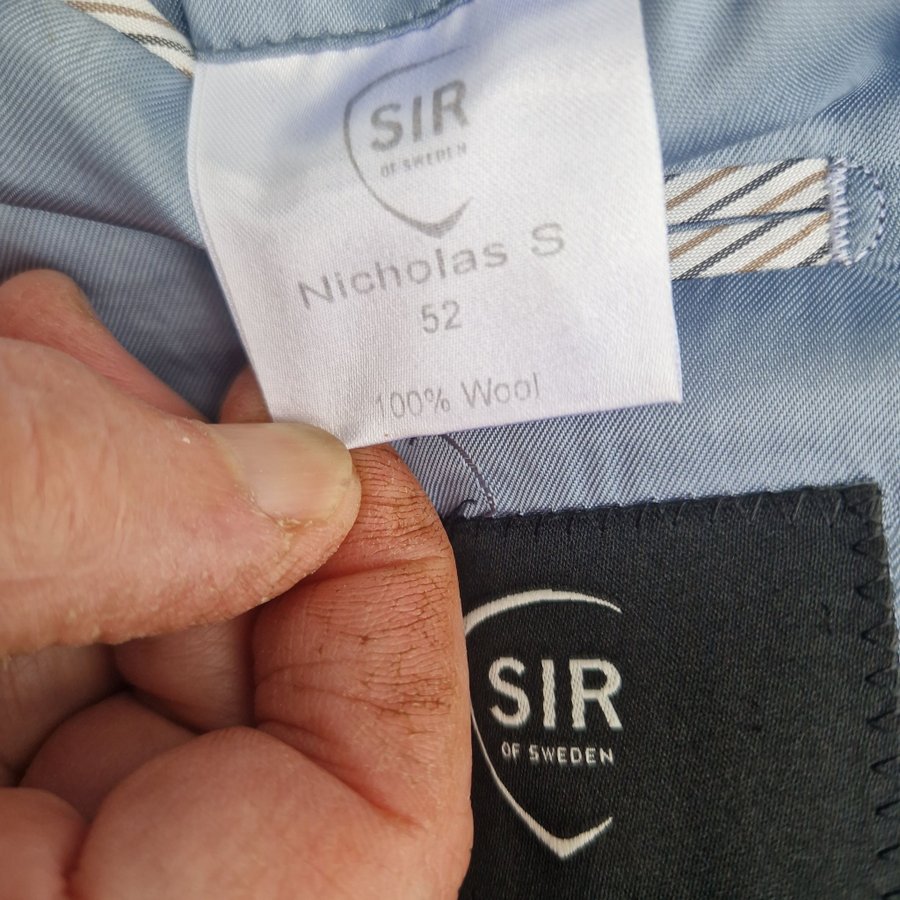 SIR
OF SWEDEN
Nicholas S
52
100% Wool
SIR
OF SWEDEN